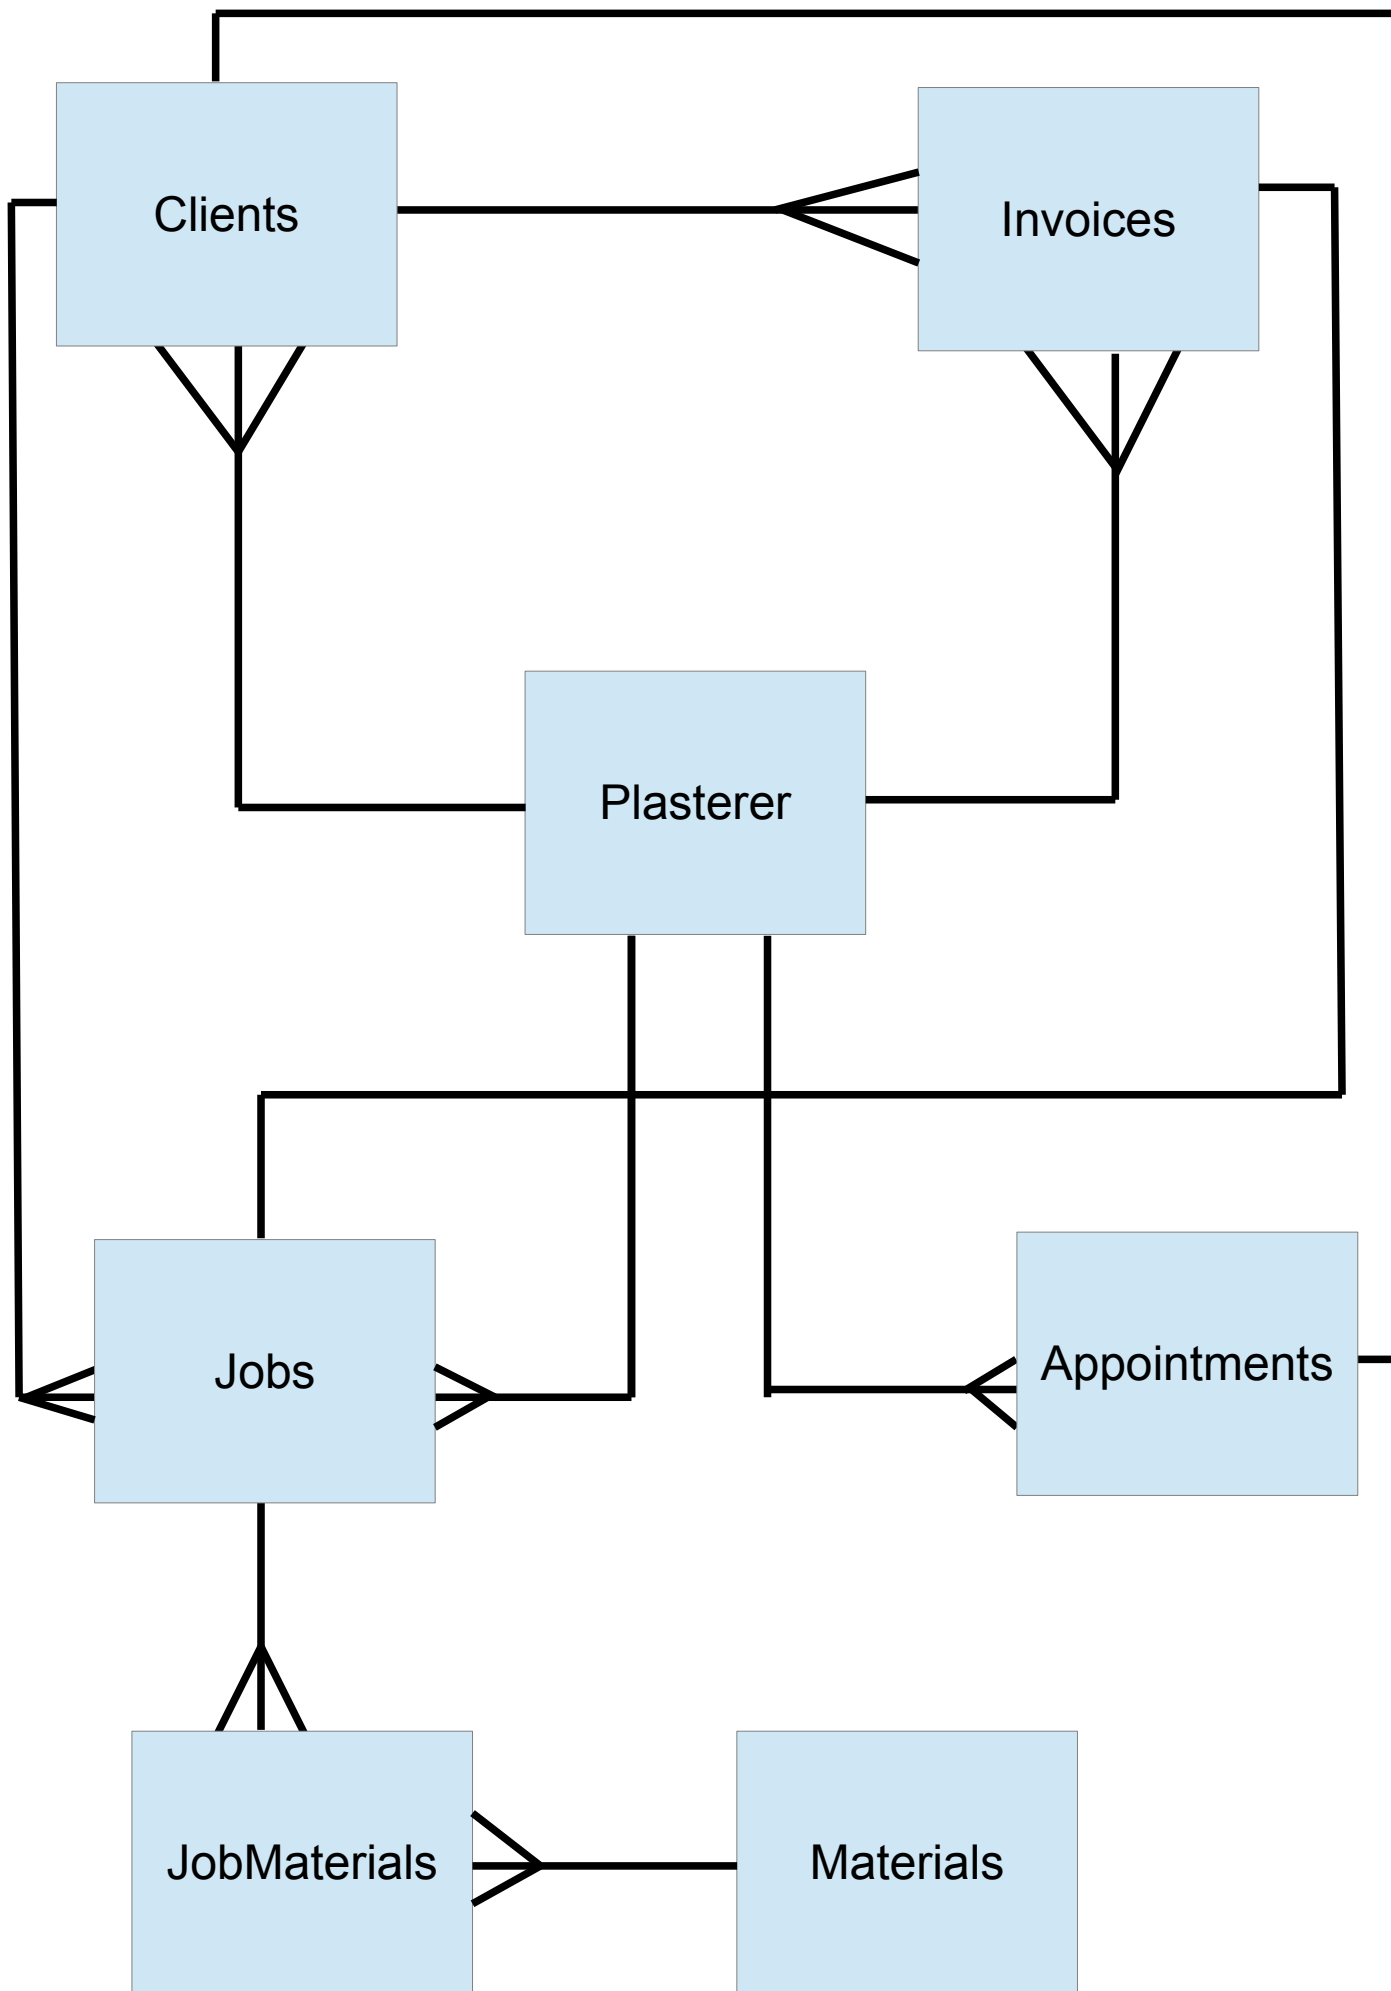 Clients
Invoices
Plasterer
Jobs
Appointments
JobMaterials
Materials